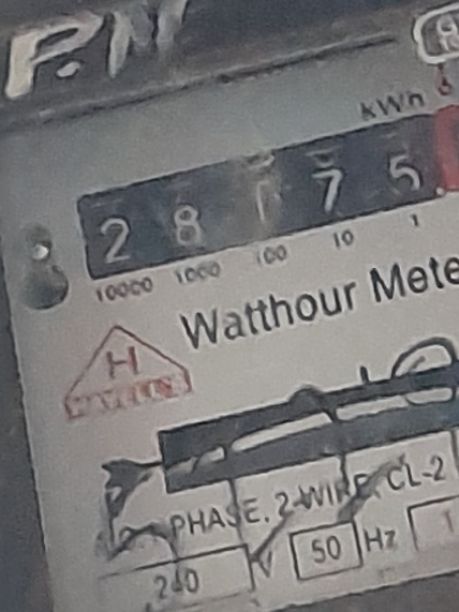 P.M
kWh
2 8 1 7 5.
10000 1000 100 10 1
Watthour Mete
H
PHASE, 2-WIRE, CL-2
240 V 50 Hz 1